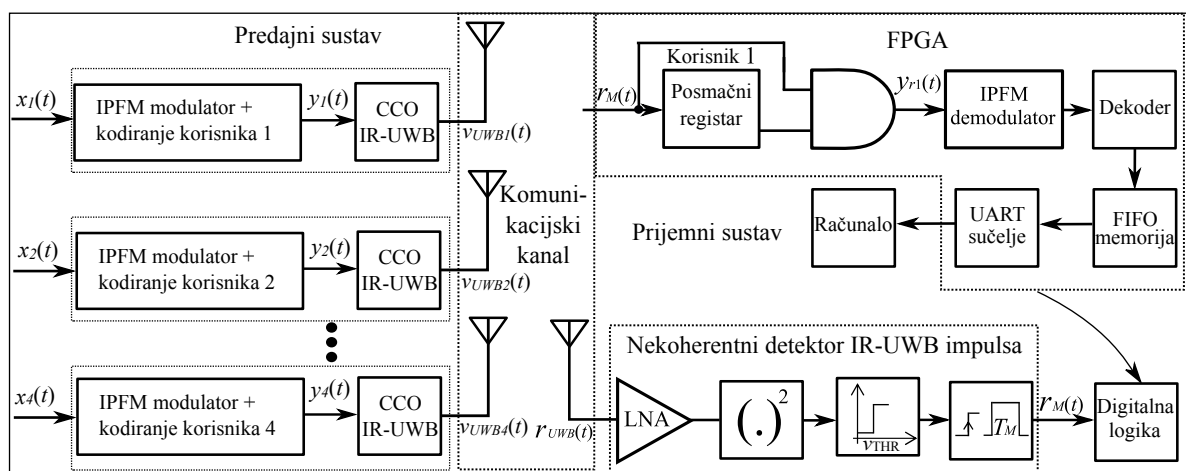 Predajni sustav
x1(t)
IPFM modulator +
kodiranje korisnika 1
y1(t)
CCO
IR-UWB
vUWB1(t)
x2(t)
IPFM modulator +
kodiranje korisnika 2
y2(t)
CCO
IR-UWB
vUWB2(t)
x4(t)
IPFM modulator +
kodiranje korisnika 4
y4(t)
CCO
IR-UWB
vUWB4(t)
Komuni-
kacijski
kanal
rUWB(t)
FPGA
rM(t)
Korisnik 1
Posmačni
registar
yr1(t)
IPFM
demodulator
Dekoder
FIFO
memorija
UART
sučelje
Računalo
Prijemni sustav
Nekoherentni detektor IR-UWB impulsa
LNA
(.)2
vTHR
TM
rM(t)
Digitalna
logika